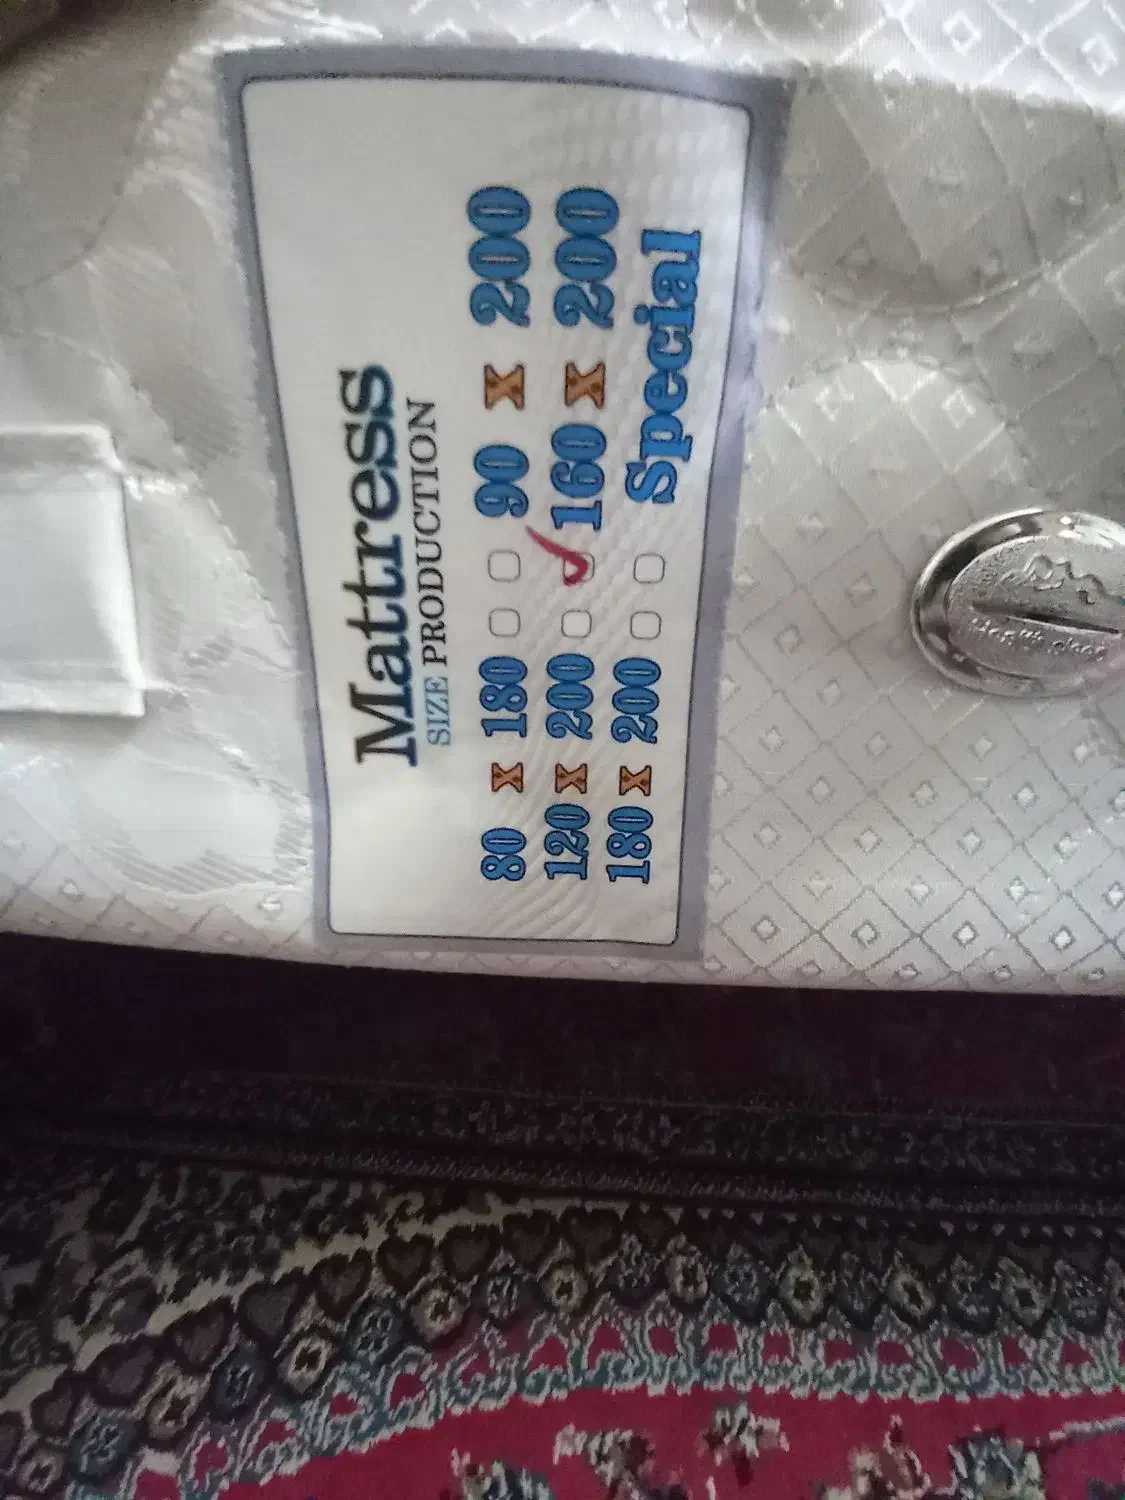 Mattress
SIZE PRODUCTION
80 x 180 90 x 200
120 x 200 160 x 200
180 x 200 Special